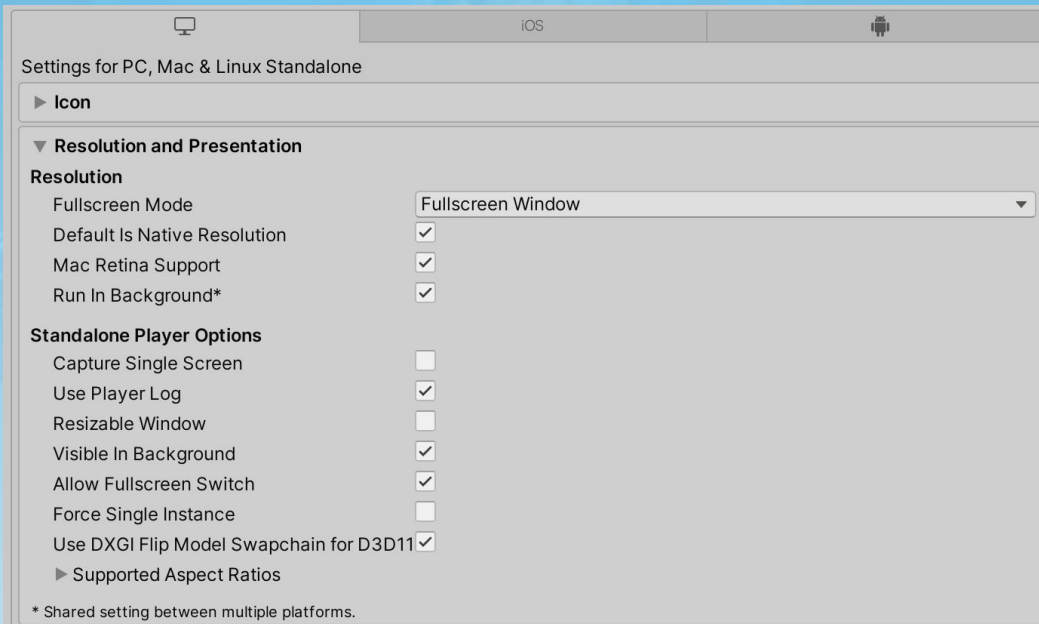 iOS
Settings for PC, Mac & Linux Standalone
Icon
Resolution and Presentation
Resolution
Fullscreen Mode Fullscreen Window
Default Is Native Resolution
Mac Retina Support
Run In Background*
Standalone Player Options
Capture Single Screen
Use Player Log
Resizable Window
Visible In Background
Allow Fullscreen Switch
Force Single Instance
Use DXGI Flip Model Swapchain for D3D11
Supported Aspect Ratios
* Shared setting between multiple platforms.